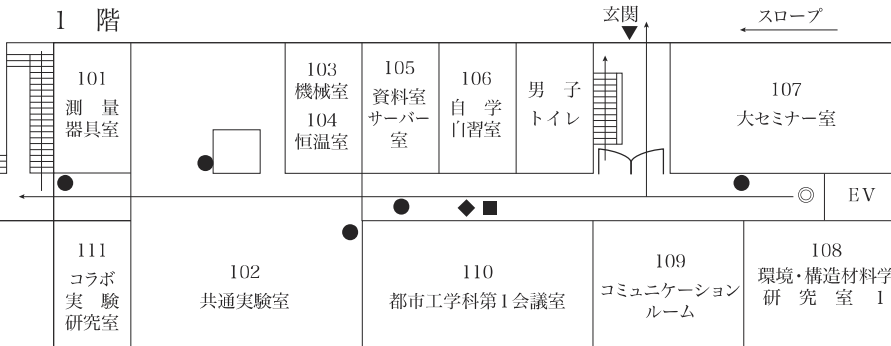 1 階
玄関
スロープ
101
測 量
器具室
103
機械室
104
恒温室
105
資料室
サーバー
室
106
自 学
自習室
男 子
トイレ
107
大セミナー室
EV
111
コラボ
実 験
研究室
102
共通実験室
110
都市工学科第1会議室
109
コミュニケーション
ルーム
108
環境・構造材料学
研 究 室 1